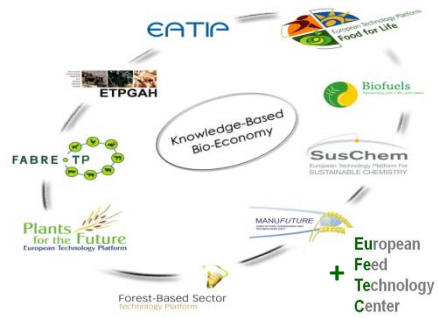 EATIP
European Technology Platform
Food for Life
ETPGAH
Biofuels
Knowledge-Based
Bio-Economy
FABRE TP
SusChem
European Technology Platform For
SUSTAINABLE CHEMISTRY
Plants
for the Future
European Technology Platform
MANUFUTURE
European
+ Feed
Technology
Center
Forest-Based Sector
Technology Platform